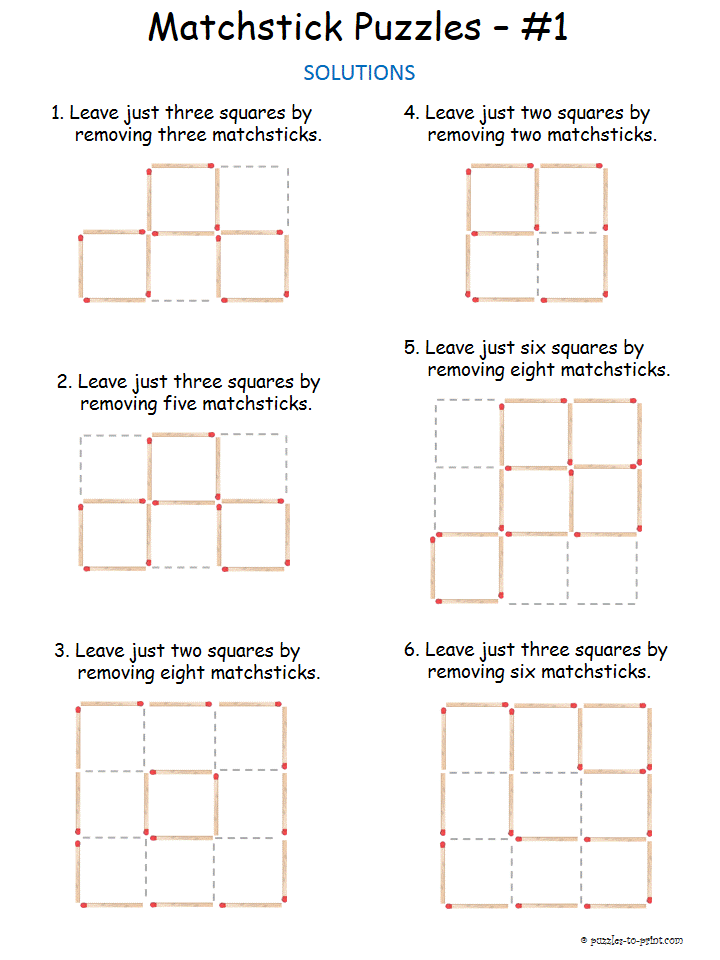 Matchstick Puzzles – #1
SOLUTIONS
1. Leave just three squares by
removing three matchsticks.
2. Leave just three squares by
removing five matchsticks.
3. Leave just two squares by
removing eight matchsticks.
4. Leave just two squares by
removing two matchsticks.
5. Leave just six squares by
removing eight matchsticks.
6. Leave just three squares by
removing six matchsticks.
© puzzles-to-print.com